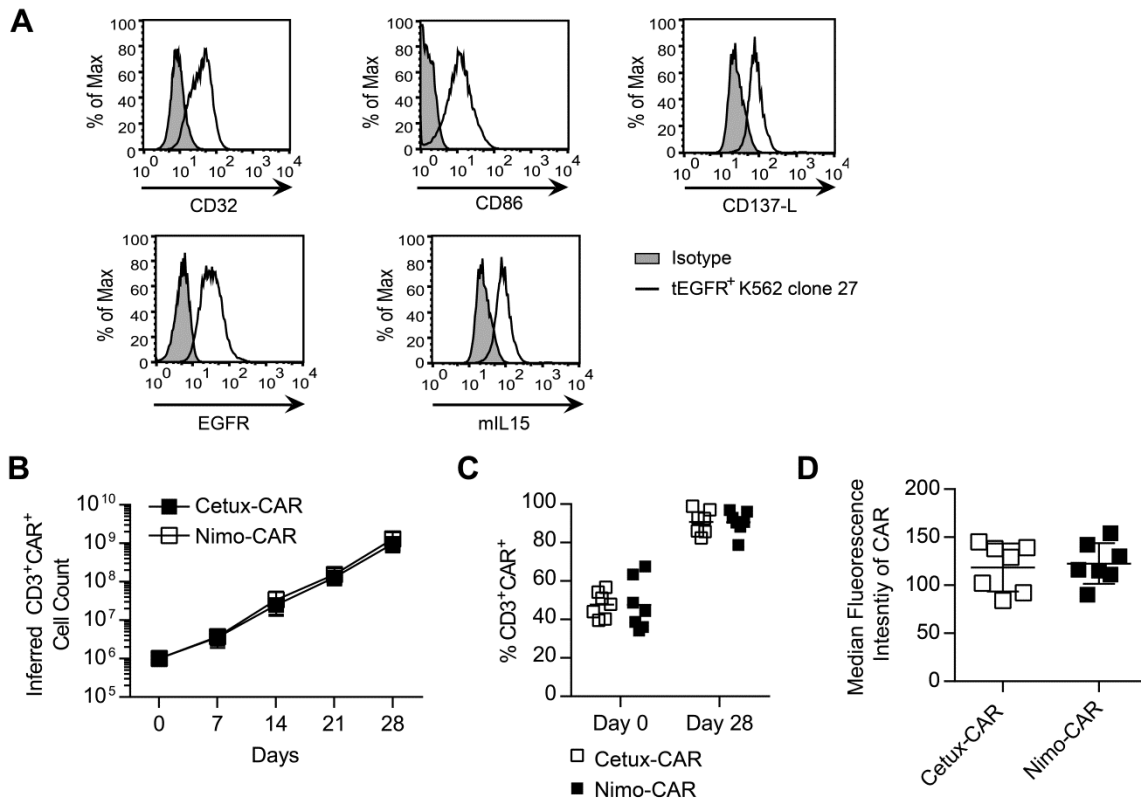 A
% of Max
100
80
60
40
20
0
10^0 10^1 10^2 10^3 10^4
CD32
% of Max
100
80
60
40
20
0
10^0 10^1 10^2 10^3 10^4
CD86
% of Max
100
80
60
40
20
0
10^0 10^1 10^2 10^3 10^4
CD137-L
% of Max
100
80
60
40
20
0
10^0 10^1 10^2 10^3 10^4
EGFR
% of Max
100
80
60
40
20
0
10^0 10^1 10^2 10^3 10^4
mIL15
Isotype
tEGFR^+ K562 clone 27
B
Inferred CD3^+CAR^+
Cell Count
10^10
10^9
10^8
10^7
10^6
10^5
Cetux-CAR
Nimo-CAR
0 7 14 21 28
Days
C
% CD3^+CAR^+
100
80
60
40
20
0
Day 0 Day 28
Cetux-CAR
Nimo-CAR
D
Median Flueorescence
Intesntiy of CAR
200
150
100
50
0
Cetux-CAR
Nimo-CAR